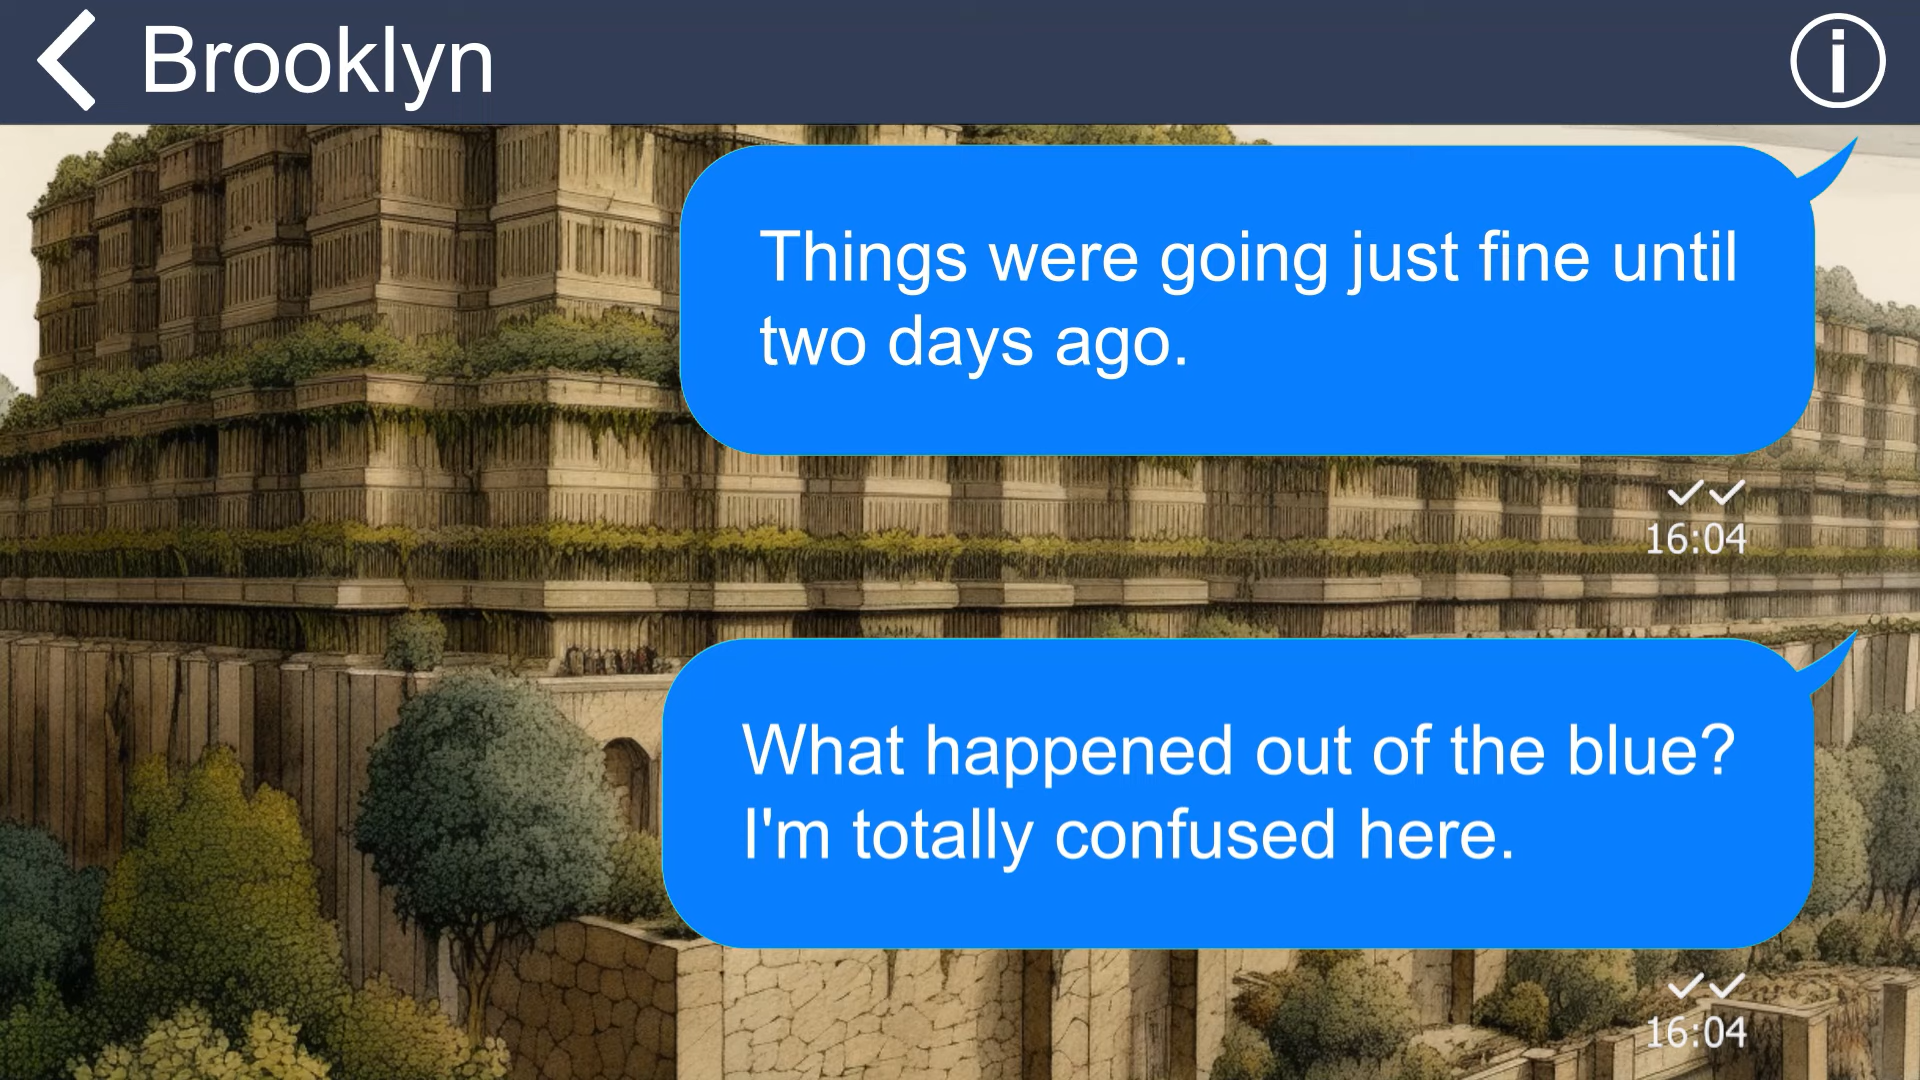 Brooklyn
Things were going just fine until
two days ago.
16:04
What happened out of the blue?
I'm totally confused here.
16:04